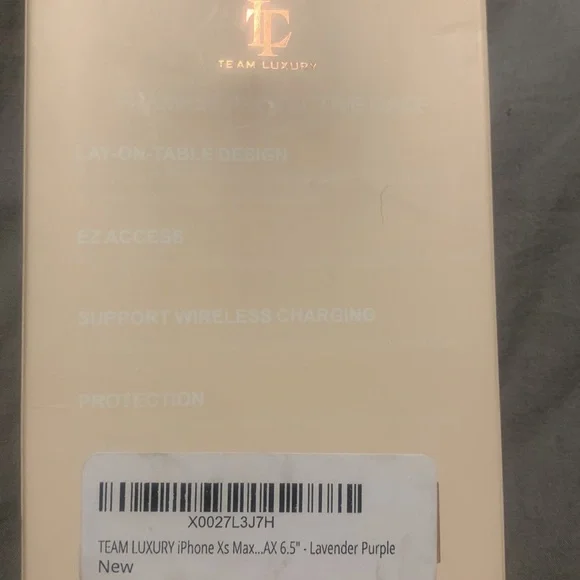 TEAM LUXURY
LAY-ON-TABLE DESIGN
EZ ACCESS
SUPPORT WIRELESS CHARGING
PROTECTION
X0027L3J7H
TEAM LUXURY iPhone Xs Max...AX 6.5" - Lavender Purple
New